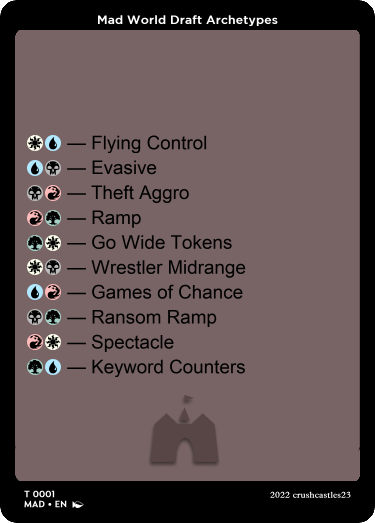 Mad World Draft Archetypes
— Flying Control
— Evasive
— Theft Aggro
— Ramp
— Go Wide Tokens
— Wrestler Midrange
— Games of Chance
— Ransom Ramp
— Spectacle
— Keyword Counters
T 0001
MAD • EN
2022 crushcastles23